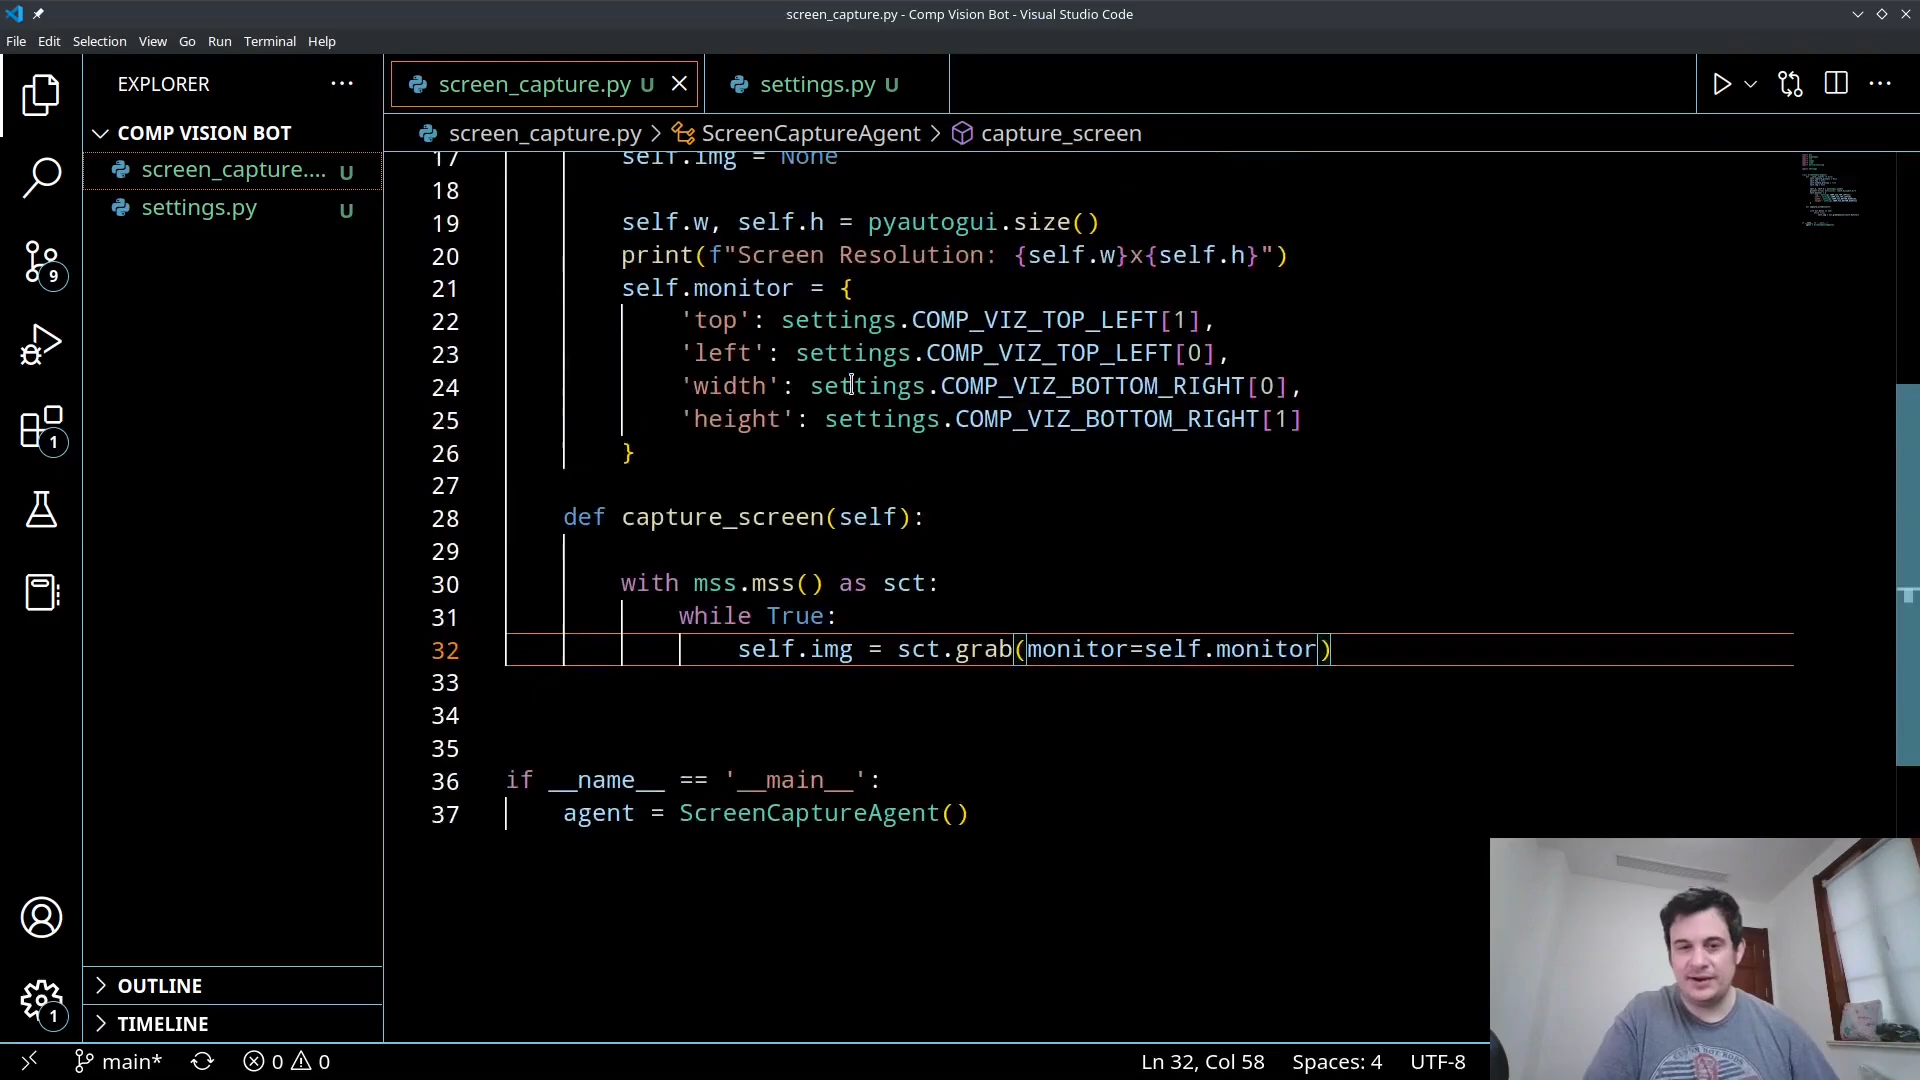 screen_capture.py - Comp Vision Bot - Visual Studio Code
File Edit Selection View Go Run Terminal Help
EXPLORER ···
screen_capture.py U
settings.py U
COMP VISION BOT
screen_capture.py > ScreenCaptureAgent > capture_screen
screen_capture.... U
settings.py U
9
1
1
17 self.img = None
18
19 self.w, self.h = pyautogui.size()
20 print(f"Screen Resolution: {self.w}x{self.h}")
21 self.monitor = {
22 'top': settings.COMP_VIZ_TOP_LEFT[1],
23 'left': settings.COMP_VIZ_TOP_LEFT[0],
24 'width': settings.COMP_VIZ_BOTTOM_RIGHT[0],
25 'height': settings.COMP_VIZ_BOTTOM_RIGHT[1]
26 }
27
28 def capture_screen(self):
29
30 with mss.mss() as sct:
31 while True:
32 self.img = sct.grab(monitor=self.monitor)
33
34
35
36 if __name__ == '__main__':
37 agent = ScreenCaptureAgent()
OUTLINE
TIMELINE
main* 0 0 Ln 32, Col 58 Spaces: 4 UTF-8